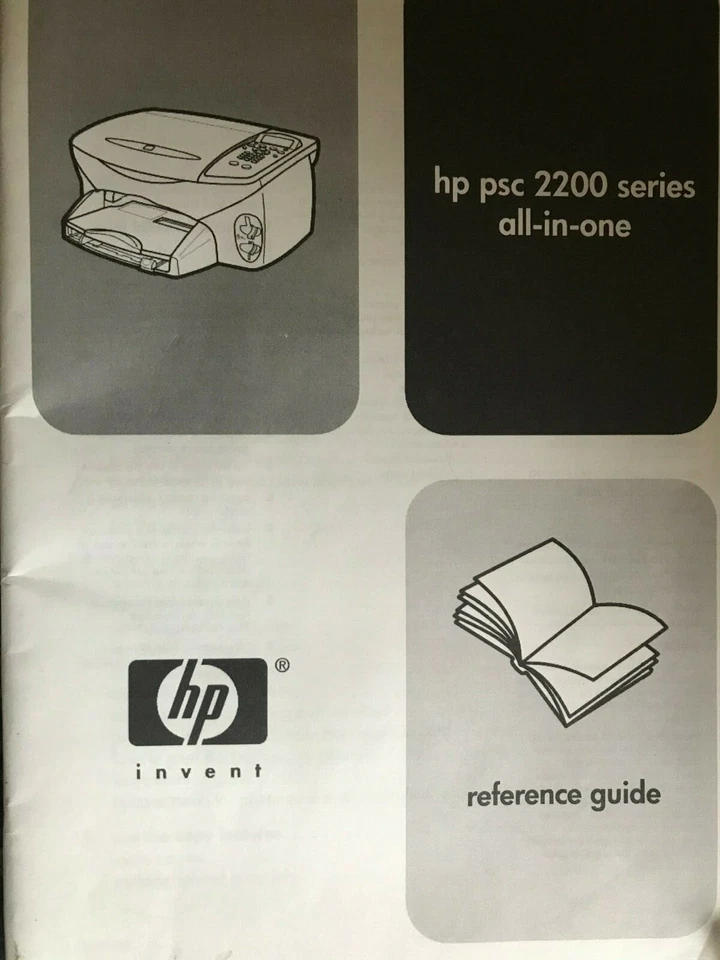 hp psc 2200 series
all-in-one
hp ®
invent
reference guide